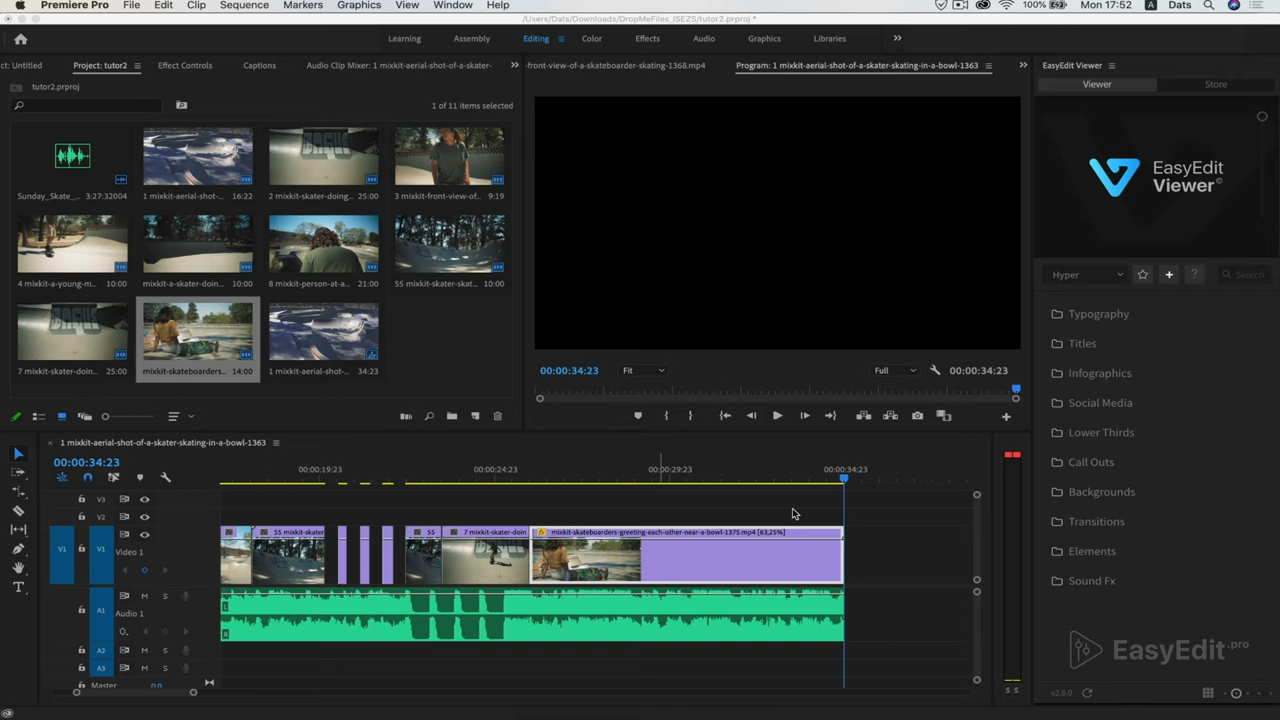 Premiere Pro File Edit Clip Sequence Markers Graphics View Window Help 100% Mon 17:52 A Dats
/Users/Dats/Downloads/DropMeFiles_ISEZS/tutor2.prproj *
Learning Assembly Editing Color Effects Audio Graphics Libraries
ct: Untitled Project: tutor2 Effect Controls Captions Audio Clip Mixer: 1 mixkit-aerial-shot-of-a-skater- -front-view-of-a-skateboarder-skating-1368.mp4 Program: 1 mixkit-aerial-shot-of-a-skater-skating-in-a-bowl-1363 EasyEdit Viewer
tutor2.prproj Viewer Store
1 of 11 items selected
EasyEdit
Viewer©
Sunday_Skate_... 3:27:32004 1 mixkit-aerial-shot-... 16:22 2 mixkit-skater-doing... 25:00 3 mixkit-front-view-of... 9:19
4 mixkit-a-young-m... 10:00 mixkit-a-skater-doin... 10:00 8 mixkit-person-at-a... 21:00 55 mixkit-skater-skat... 10:00
Hyper + ? Search
Typography
Titles
7 mixkit-skater-doin... 25:00 mixkit-skateboarders... 14:00 1 mixkit-aerial-shot-... 34:23
00:00:34:23 Fit Full 00:00:34:23
Infographics
Social Media
Lower Thirds
Call Outs
Backgrounds
Transitions
Elements
Sound Fx
1 mixkit-aerial-shot-of-a-skater-skating-in-a-bowl-1363
00:00:34:23
00:00:19:23 00:00:24:23 00:00:29:23 00:00:34:23
V3
V2
V1 V1 Video 1
55 mixkit-skater 55 7 mixkit-skater-doin fx mixkit-skateboarders-greeting-each-other-near-a-bowl-1375.mp4 [63,25%]
A1 M S
Audio 1
L
R
A2 M S
A3 M S
Master 0,0
S S
EasyEdit.pro
v2.6.0